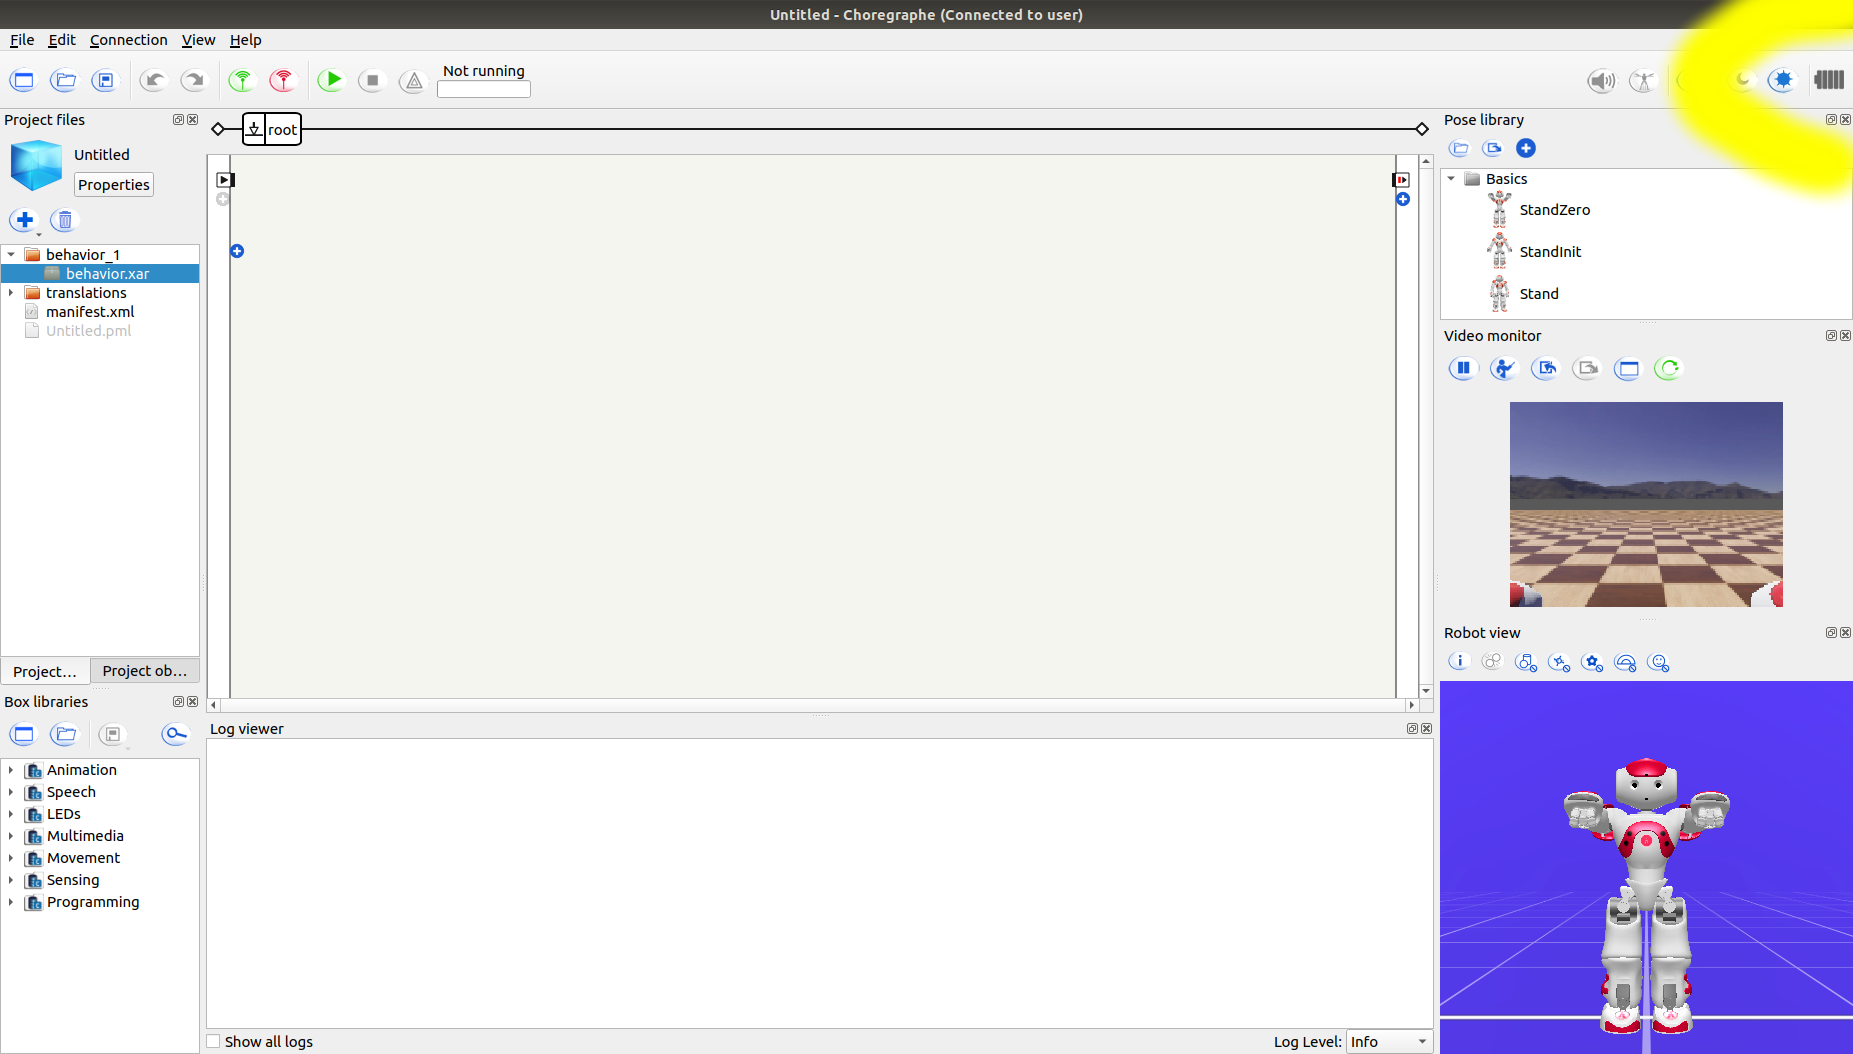 Untitled - Choregraphe (Connected to user)
File Edit Connection View Help
Not running
Project files
Untitled
Properties
behavior_1
behavior.xar
translations
manifest.xml
Untitled.pml
Project...
Project ob...
Box libraries
Animation
Speech
LEDs
Multimedia
Movement
Sensing
Programming
root
Log viewer
Show all logs
Log Level: Info
Pose library
Basics
StandZero
StandInit
Stand
Video monitor
Robot view